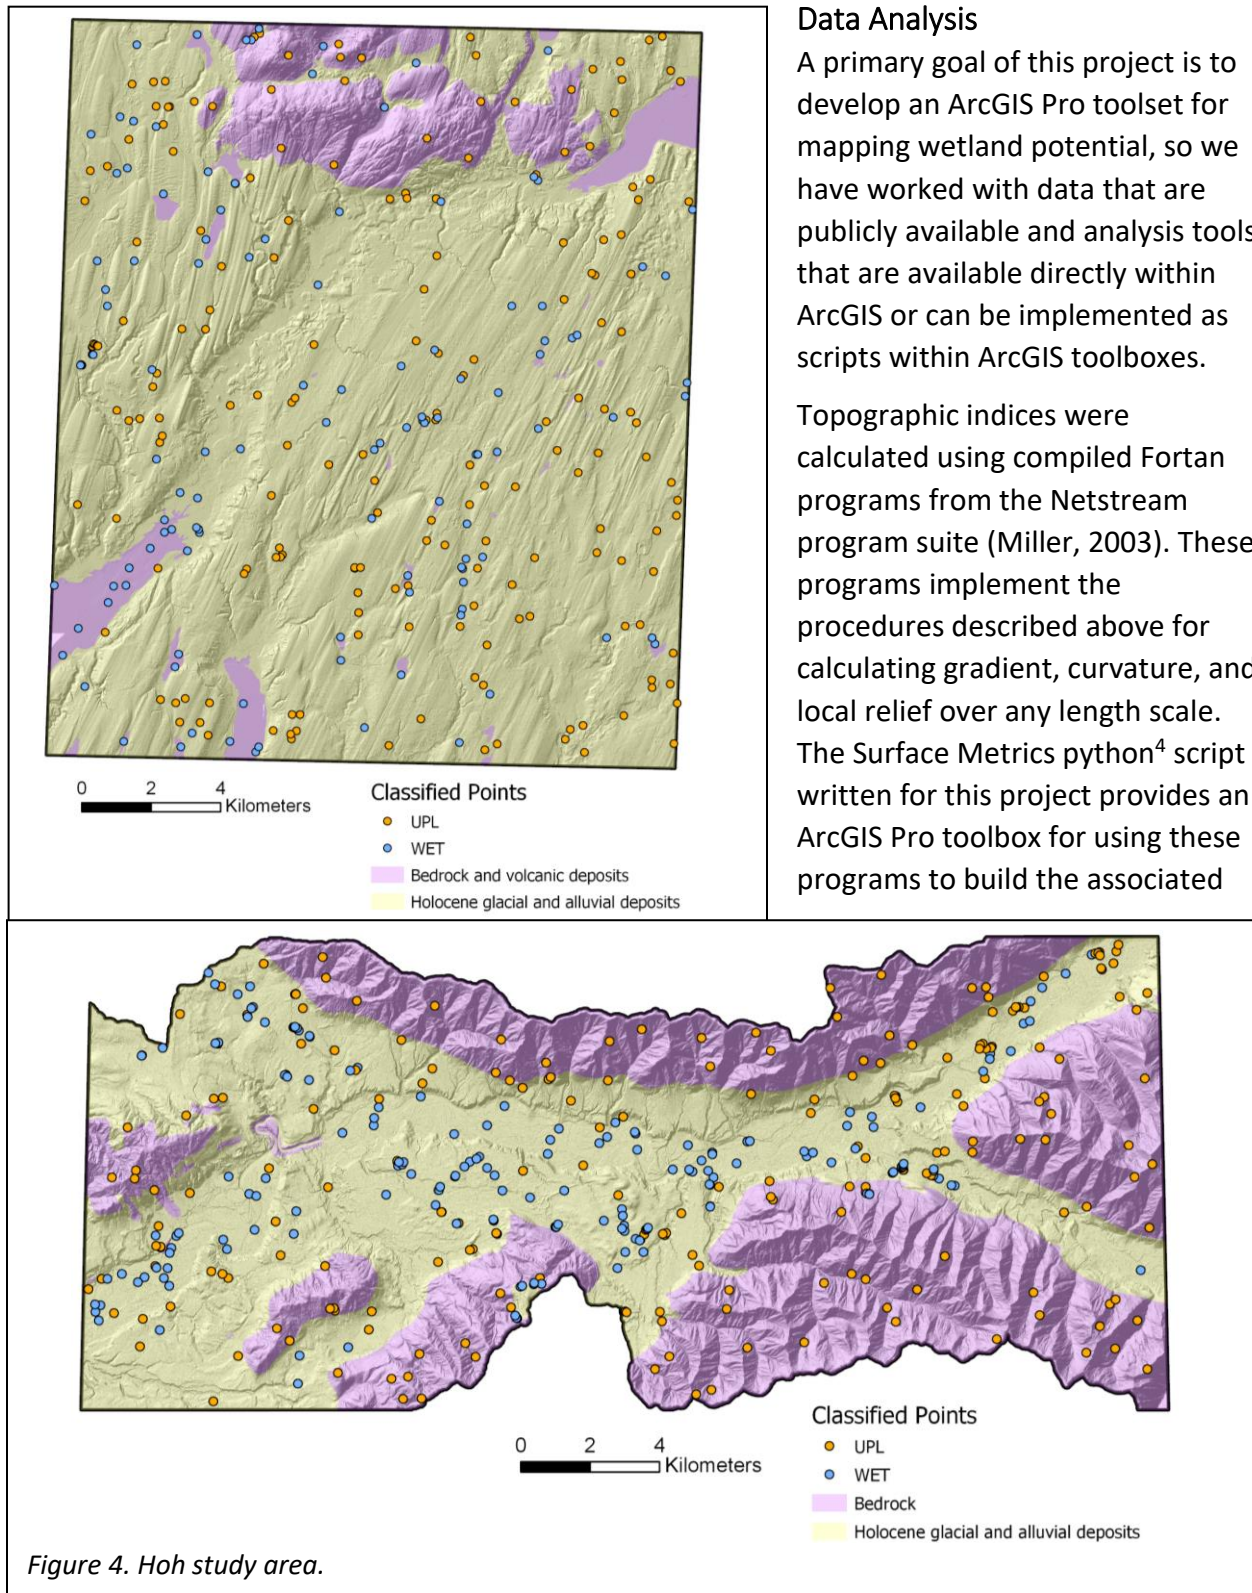 0 2 4
Kilometers
Classified Points
UPL
WET
Bedrock and volcanic deposits
Holocene glacial and alluvial deposits
Data Analysis
A primary goal of this project is to
develop an ArcGIS Pro toolset for
mapping wetland potential, so we
have worked with data that are
publicly available and analysis tools
that are available directly within
ArcGIS or can be implemented as
scripts within ArcGIS toolboxes.
Topographic indices were
calculated using compiled Fortan
programs from the Netstream
program suite (Miller, 2003). These
programs implement the
procedures described above for
calculating gradient, curvature, and
local relief over any length scale.
The Surface Metrics python⁴ script
written for this project provides an
ArcGIS Pro toolbox for using these
programs to build the associated
0 2 4
Kilometers
Classified Points
UPL
WET
Bedrock
Holocene glacial and alluvial deposits
Figure 4. Hoh study area.